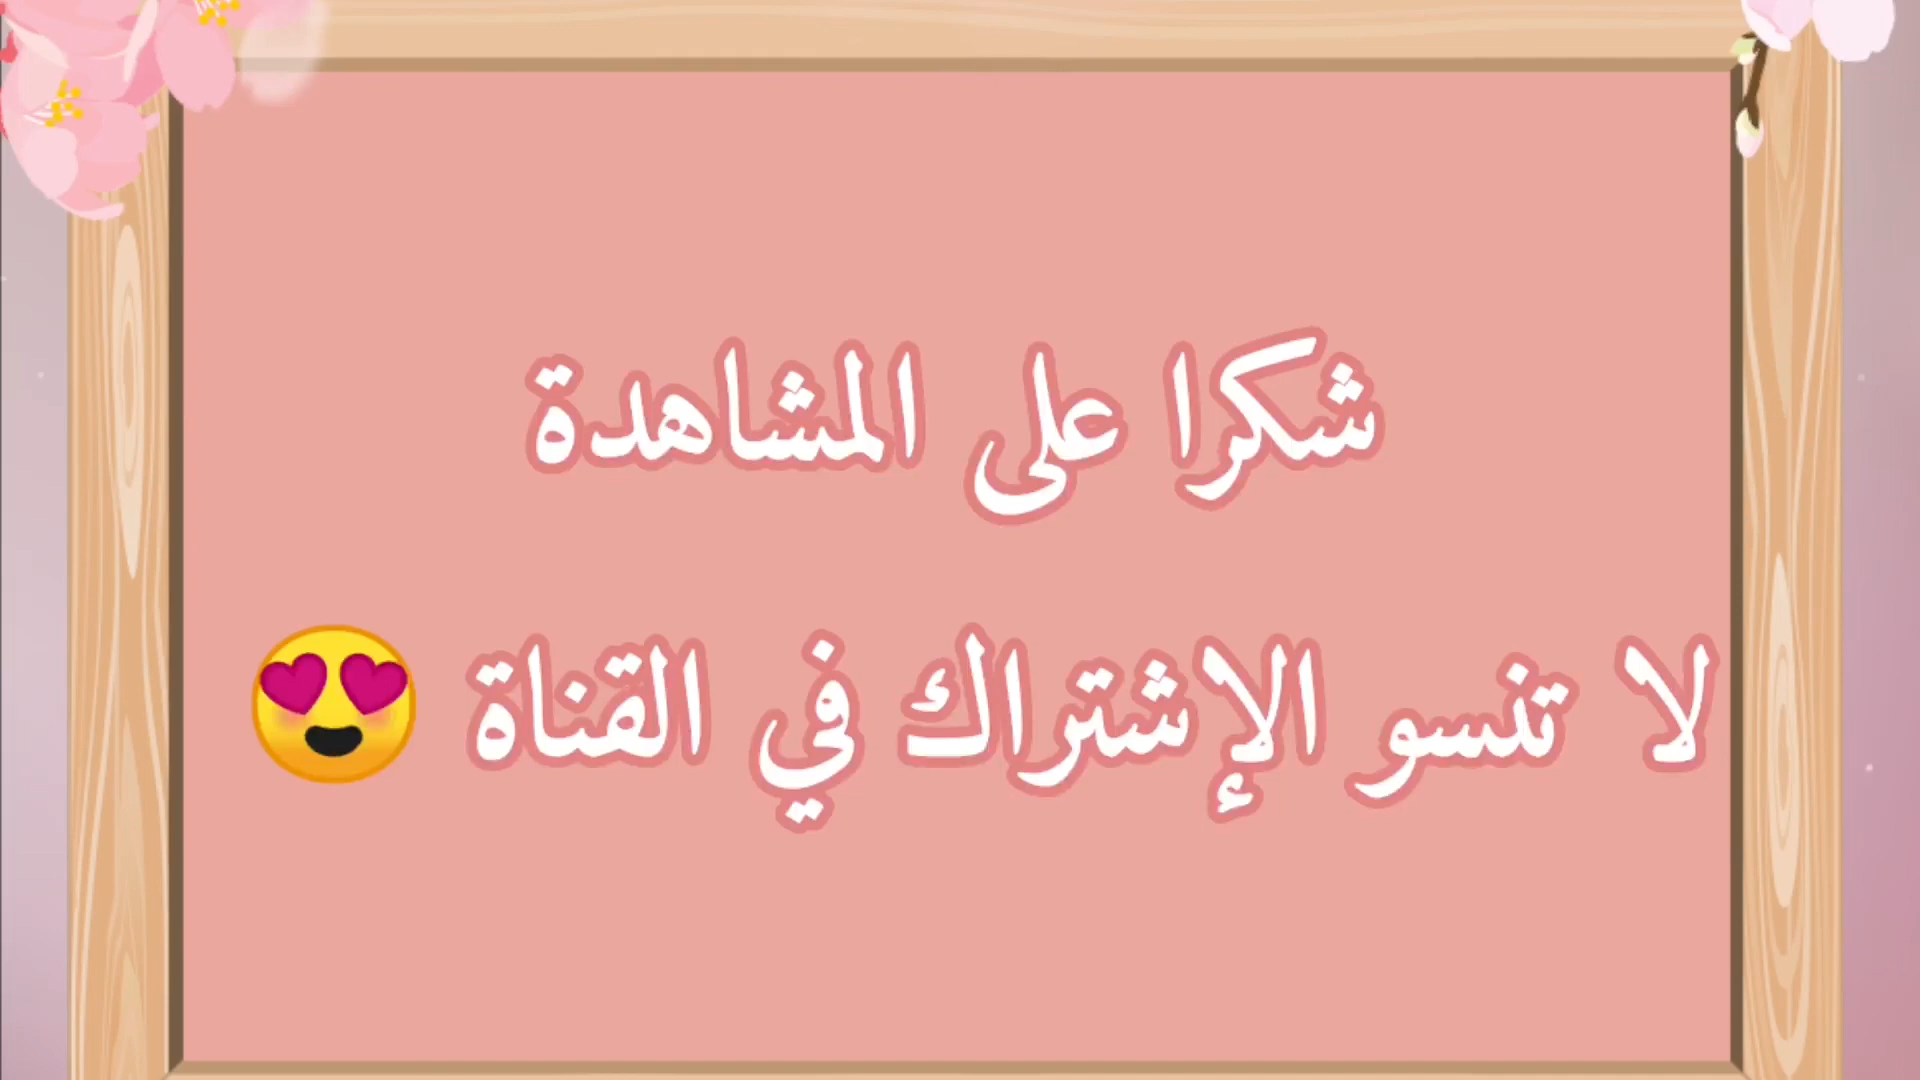 شكرا على المشاهدة
لا تنسو الإشتراك في القناة 😍